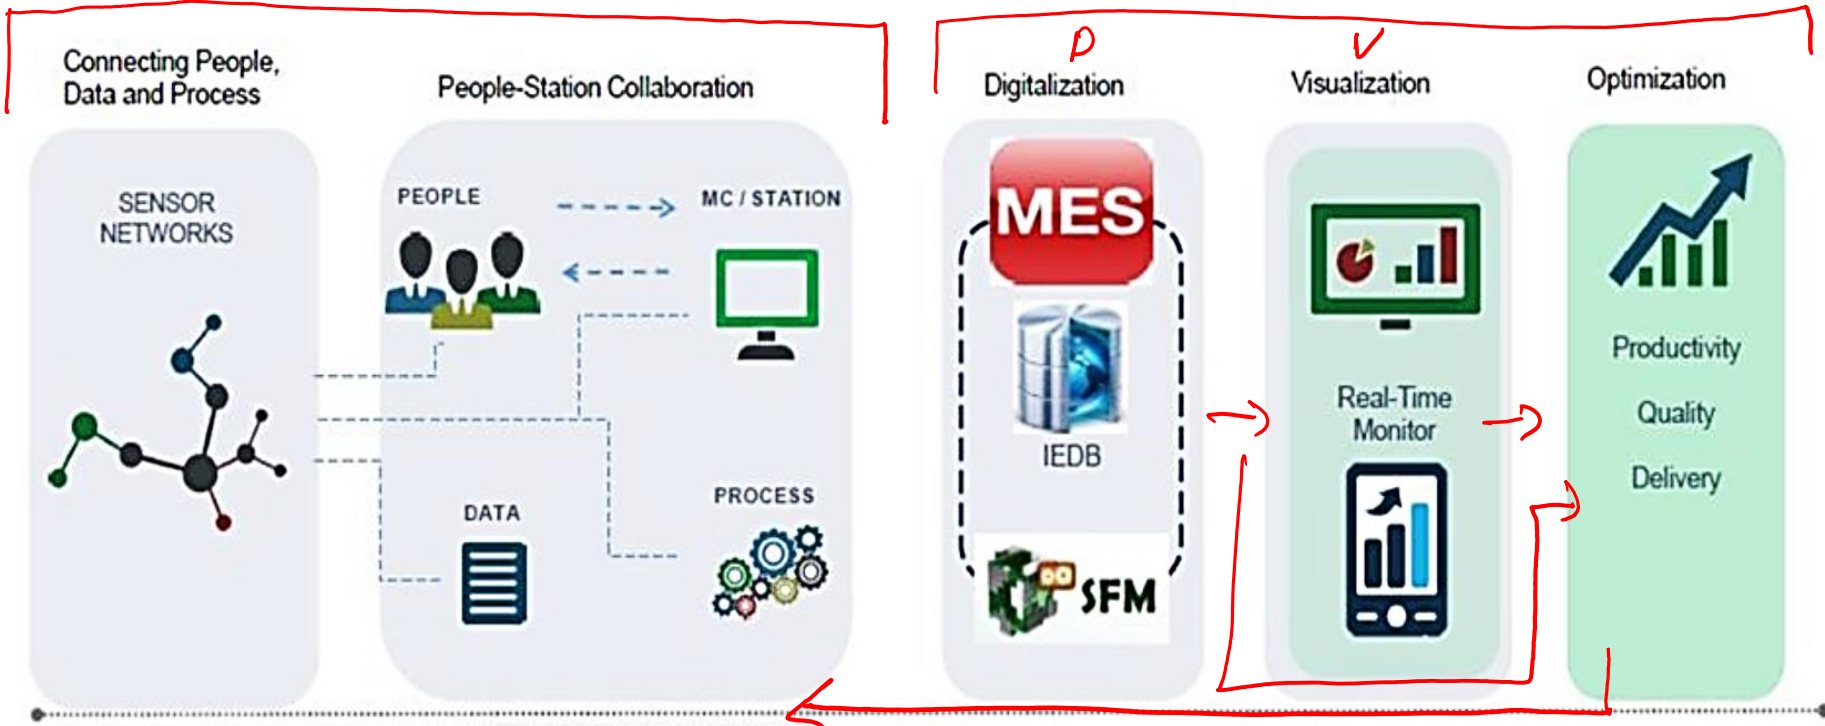 Connecting People,
Data and Process
People-Station Collaboration
D
Digitalization
V
Visualization
Optimization
SENSOR
NETWORKS
PEOPLE
MC / STATION
DATA
PROCESS
MES
IEDB
SFM
Real-Time
Monitor
Productivity
Quality
Delivery